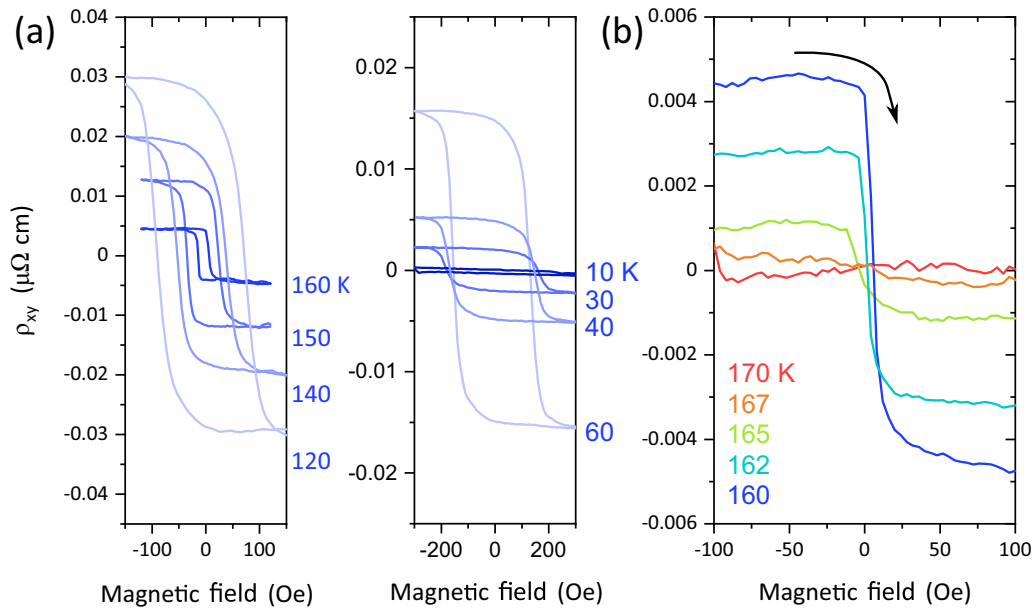 (a)
(b)
ρxy (μΩ cm)
0.04
0.03
0.02
0.01
0
-0.01
-0.02
-0.03
-0.04
-100 0 100
Magnetic field (Oe)
160 K
150
140
120
0.02
0.01
0.00
-0.01
-0.02
-200 0 200
Magnetic field (Oe)
10 K
30
40
60
0.006
0.004
0.002
0
-0.002
-0.004
-0.006
-100 -50 0 50 100
Magnetic field (Oe)
170 K
167
165
162
160